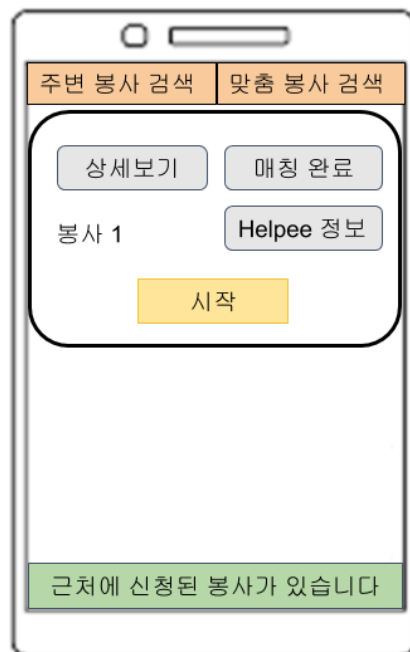 주변 봉사 검색 맞춤 봉사 검색
상세보기 매칭 완료
봉사 1 Helpee 정보
시작
근처에 신청된 봉사가 있습니다